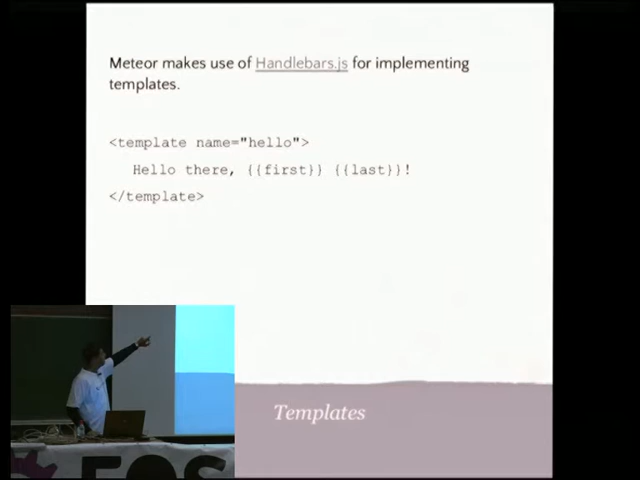 Meteor makes use of Handlebars.js for implementing
templates.
<template name="hello">
Hello there, {{first}} {{last}}!
</template>
Templates